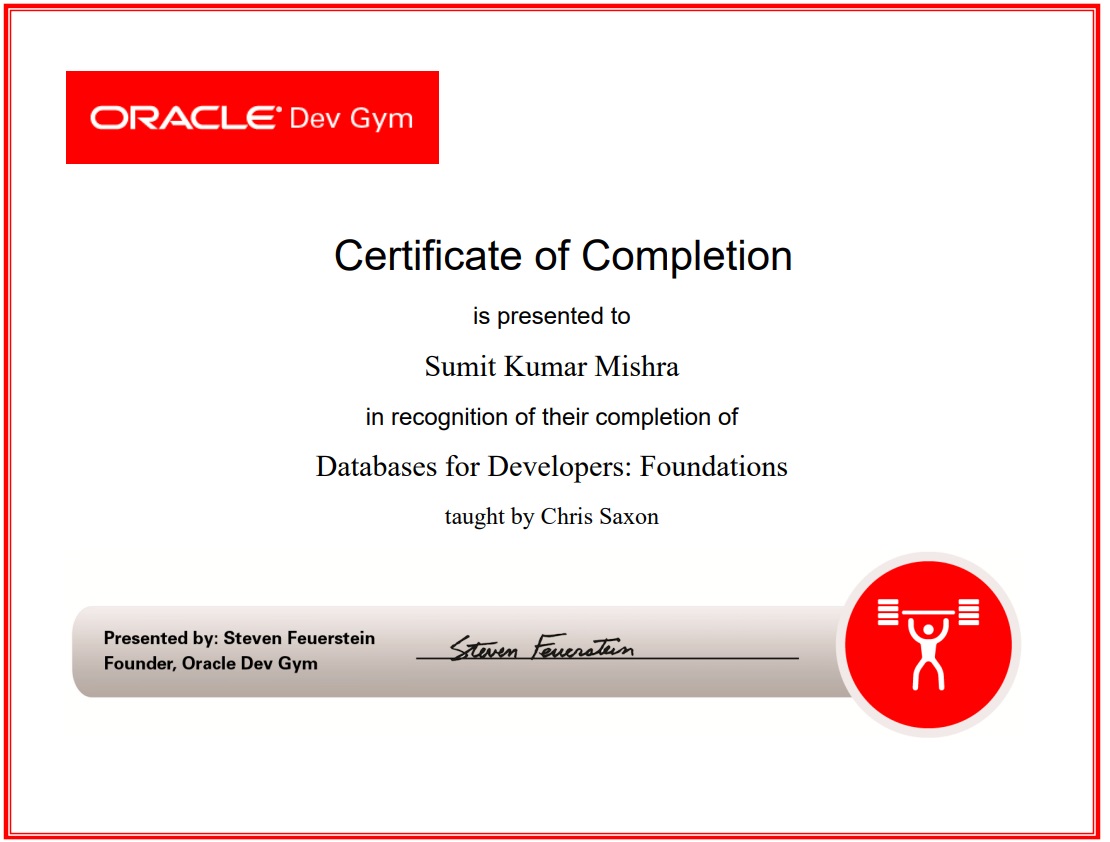 ORACLE Dev Gym
Certificate of Completion
is presented to
Sumit Kumar Mishra
in recognition of their completion of
Databases for Developers: Foundations
taught by Chris Saxon
Presented by: Steven Feuerstein
Founder, Oracle Dev Gym
Steven Feuerstein